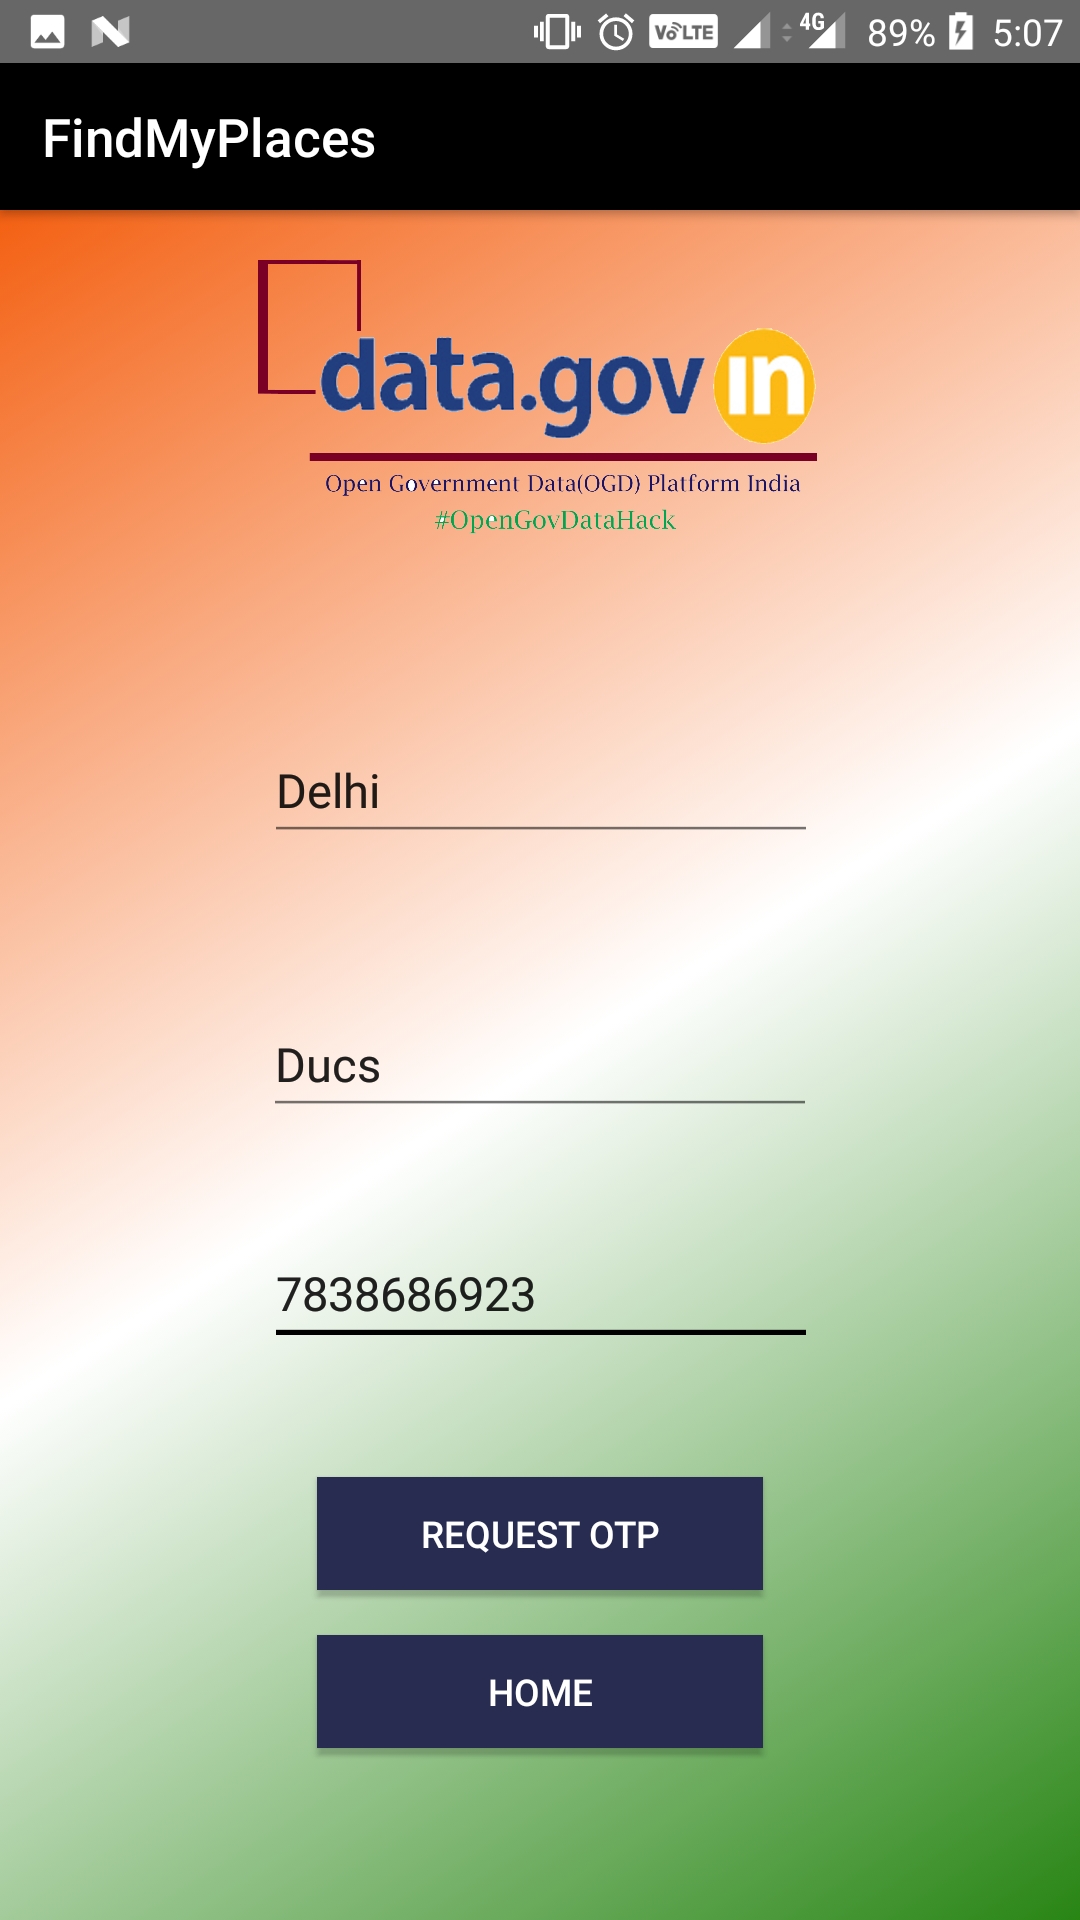 VoLTE 4G 89% 5:07
FindMyPlaces
data.gov in
Open Government Data(OGD) Platform India
#OpenGovDataHack
Delhi
Ducs
7838686923
REQUEST OTP
HOME